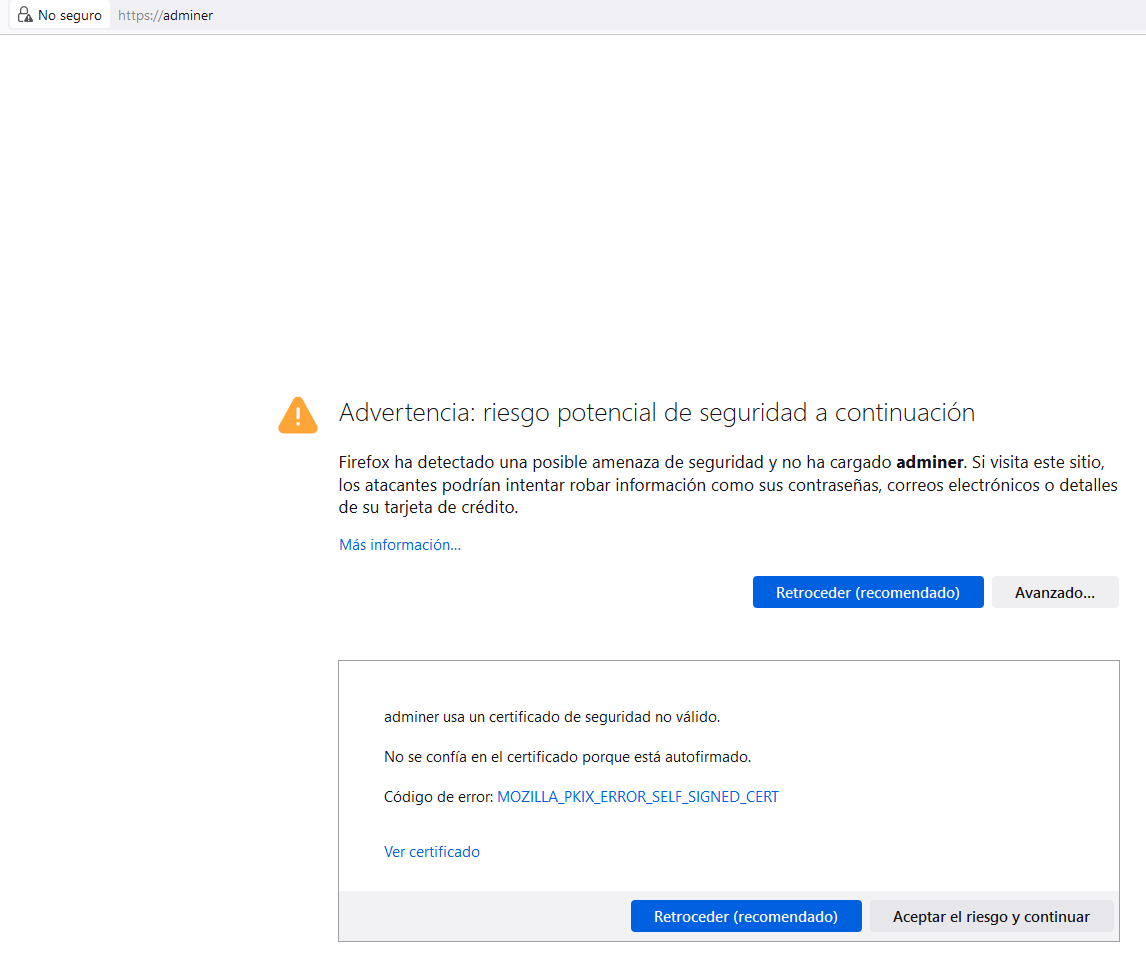 No seguro https://adminer
Advertencia: riesgo potencial de seguridad a continuación
Firefox ha detectado una posible amenaza de seguridad y no ha cargado adminer. Si visita este sitio,
los atacantes podrían intentar robar información como sus contraseñas, correos electrónicos o detalles
de su tarjeta de crédito.
Más información...
Retroceder (recomendado) Avanzado...
adminer usa un certificado de seguridad no válido.
No se confía en el certificado porque está autofirmado.
Código de error: MOZILLA_PKIX_ERROR_SELF_SIGNED_CERT
Ver certificado
Retroceder (recomendado) Aceptar el riesgo y continuar